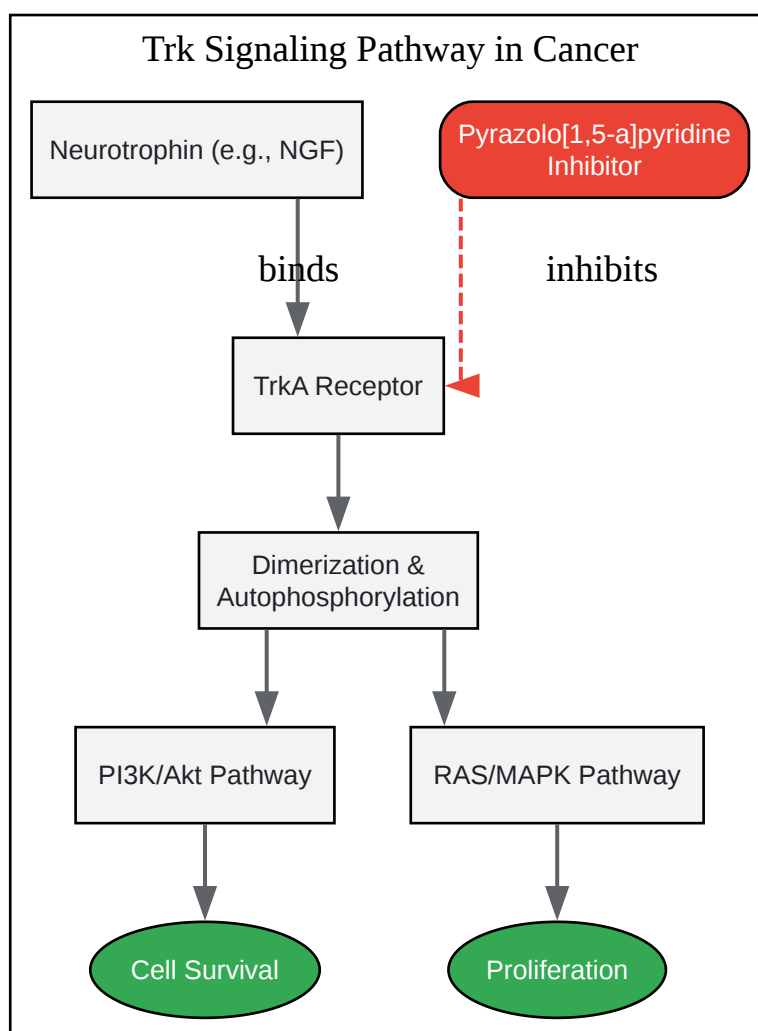 Trk Signaling Pathway in Cancer
Neurotrophin (e.g., NGF)
Pyrazolo[1,5-a]pyridine
Inhibitor
binds
inhibits
TrkA Receptor
Dimerization &
Autophosphorylation
PI3K/Akt Pathway
RAS/MAPK Pathway
Cell Survival
Proliferation